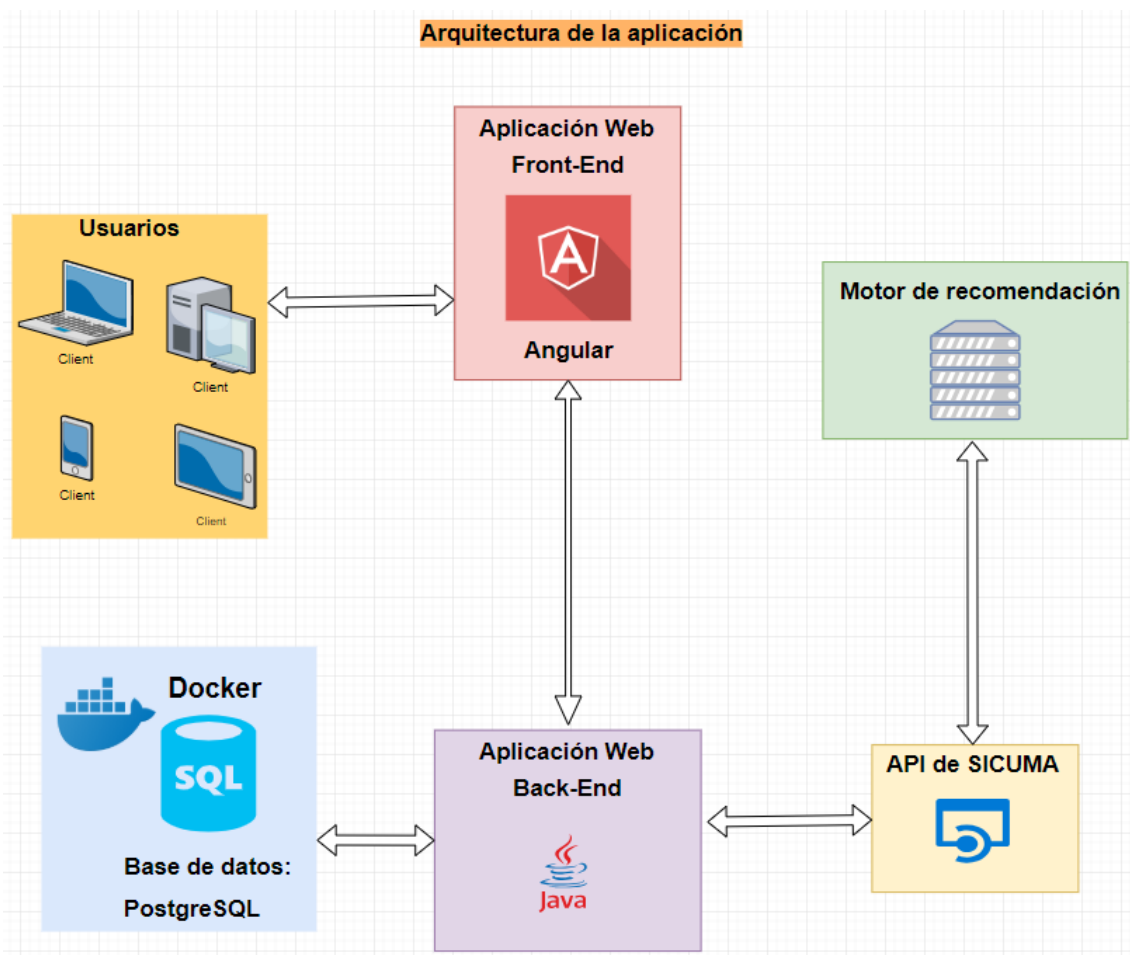 Arquitectura de la aplicación
Aplicación Web
Front-End
Angular
Usuarios
Client
Client
Client
Client
Motor de recomendación
Docker
SQL
Base de datos:
PostgreSQL
Aplicación Web
Back-End
Java
API de SICUMA